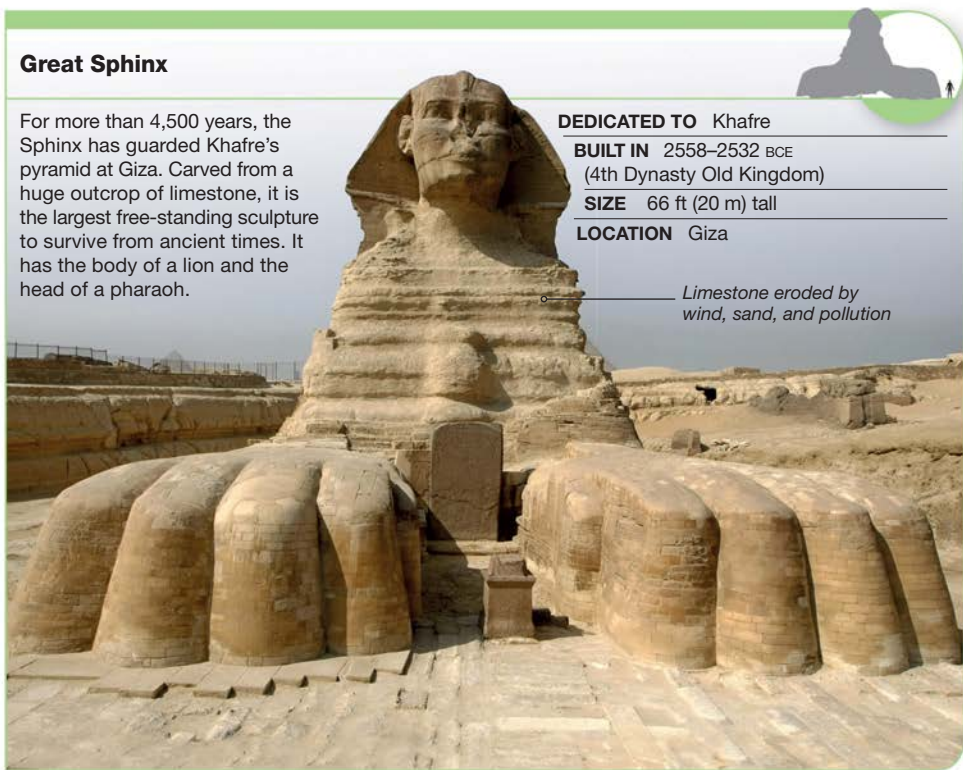 Great Sphinx
For more than 4,500 years, the
Sphinx has guarded Khafre’s
pyramid at Giza. Carved from a
huge outcrop of limestone, it is
the largest free-standing sculpture
to survive from ancient times. It
has the body of a lion and the
head of a pharaoh.
DEDICATED TO Khafre
BUILT IN 2558–2532 BCE
(4th Dynasty Old Kingdom)
SIZE 66 ft (20 m) tall
LOCATION Giza
Limestone eroded by
wind, sand, and pollution